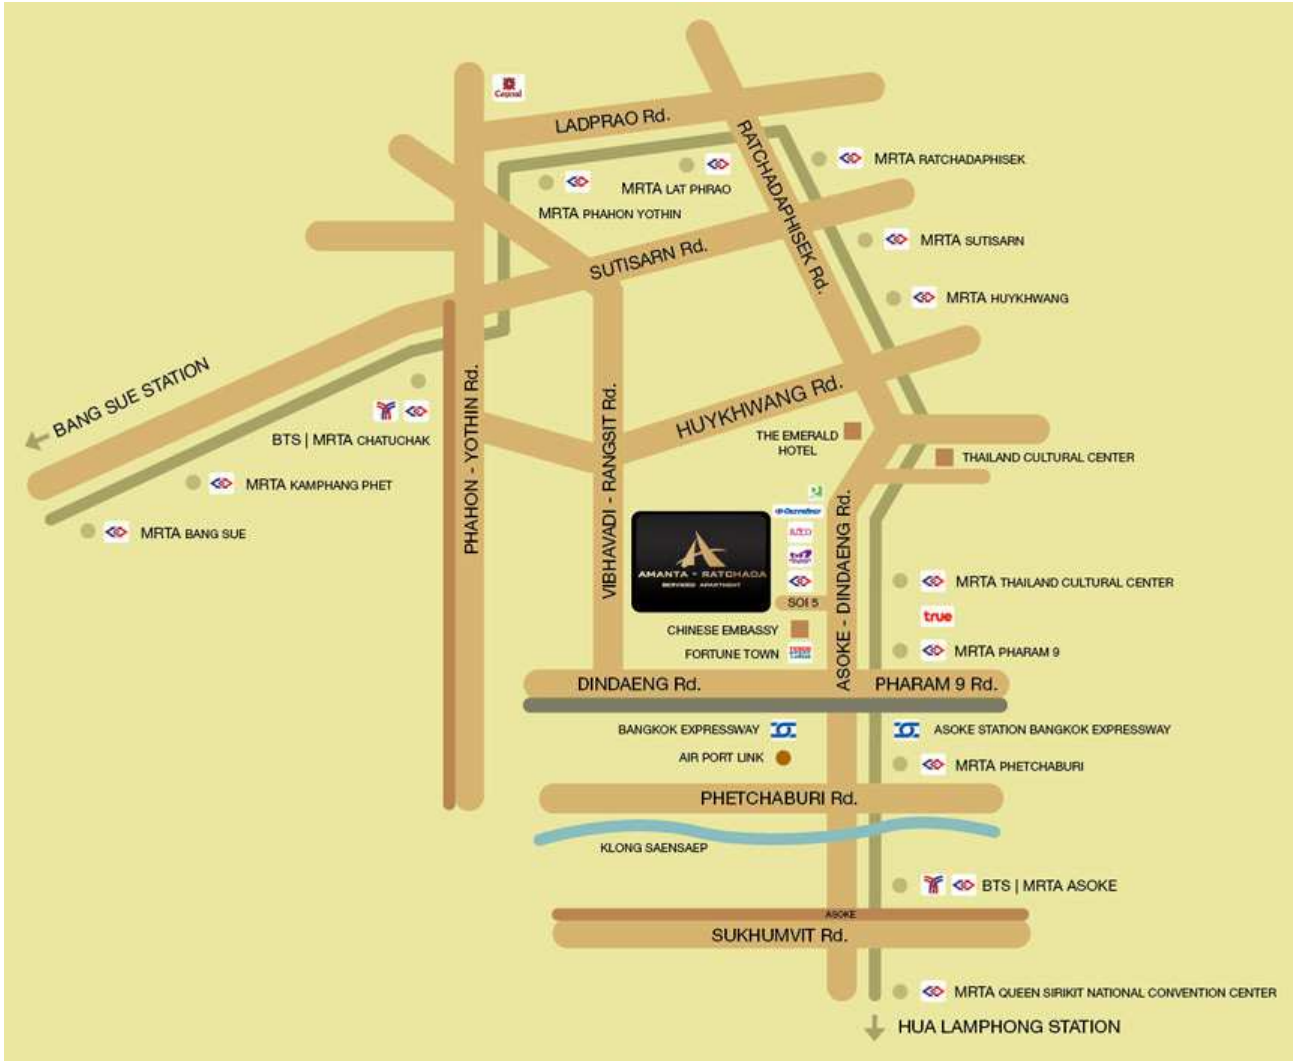 Central
LADPRAO Rd.
RATCHADAPHISEK Rd.
MRTA RATCHADAPHISEK
MRTA LAT PHRAO
MRTA PHAHON YOTHIN
MRTA SUTISARN
SUTISARN Rd.
MRTA HUYKHWANG
BANG SUE STATION
PHAHON - YOTHIN Rd.
VIBHAVADI - RANGSIT Rd.
HUYKHWANG Rd.
BTS | MRTA CHATUCHAK
THE EMERALD
HOTEL
THAILAND CULTURAL CENTER
MRTA KAMPHANG PHET
MRTA BANG SUE
ASOKE - DINDAENG Rd.
Carrefour
AMANTA - RATCHADA
SERVICED APARTMENT
MRTA THAILAND CULTURAL CENTER
SOI 5
true
CHINESE EMBASSY
FORTUNE TOWN
MRTA PHARAM 9
DINDAENG Rd.
PHARAM 9 Rd.
BANGKOK EXPRESSWAY
ASOKE STATION BANGKOK EXPRESSWAY
AIR PORT LINK
MRTA PHETCHABURI
PHETCHABURI Rd.
KLONG SAENSAEP
BTS | MRTA ASOKE
ASOKE
SUKHUMVIT Rd.
MRTA QUEEN SIRIKIT NATIONAL CONVENTION CENTER
HUA LAMPHONG STATION